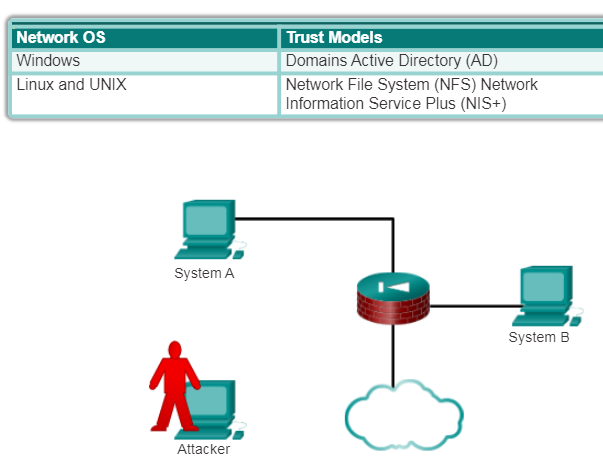 Network OS
Trust Models
Windows
Domains Active Directory (AD)
Linux and UNIX
Network File System (NFS) Network
Information Service Plus (NIS+)
System A
System B
Attacker